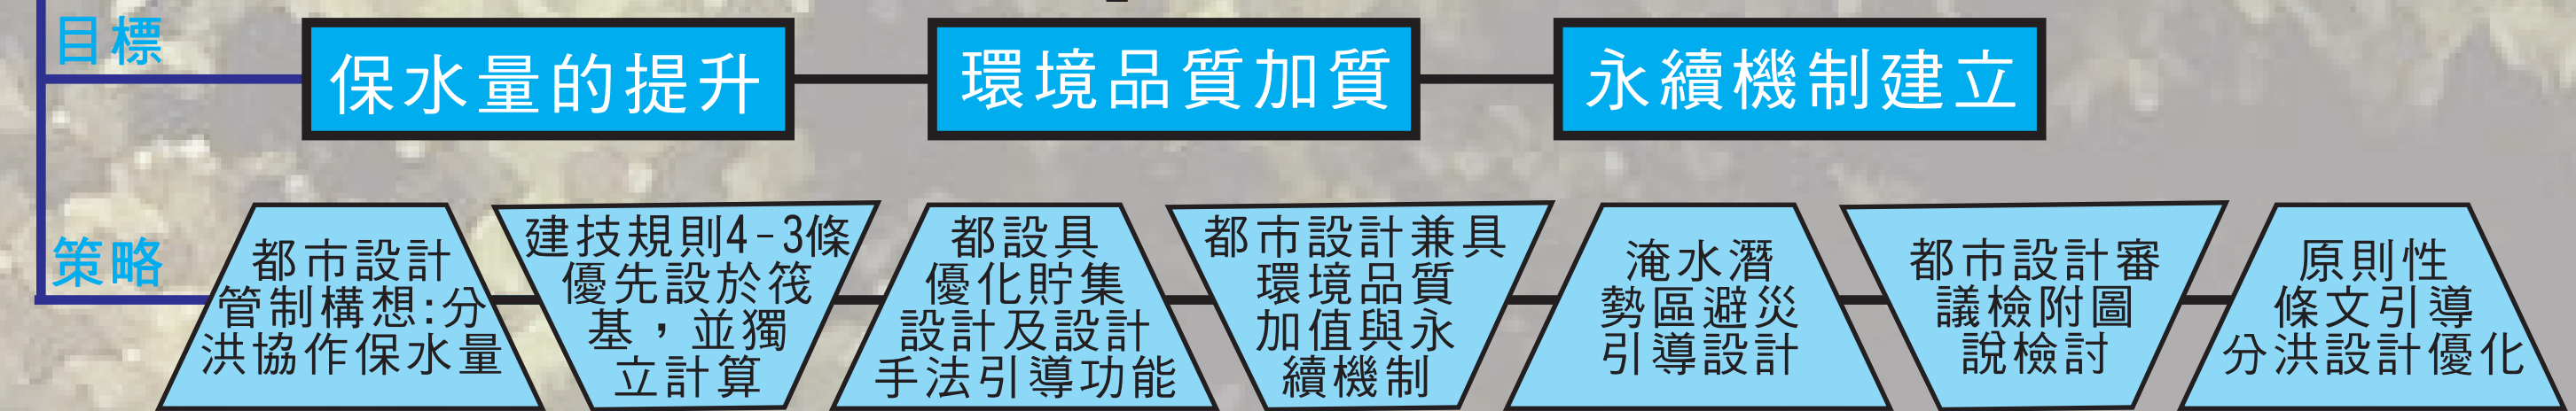 目標
保水量的提升
環境品質加質
永續機制建立
策略
都市設計
管制構想:分
洪協作保水量
建技規則4-3條
優先設於筏
基，並獨
立計算
都設具
優化貯集
設計及設計
手法引導功能
都市設計兼具
環境品質
加值與永
續機制
淹水潛
勢區避災
引導設計
都市設計審
議檢附圖
說檢討
原則性
條文引導
分洪設計優化